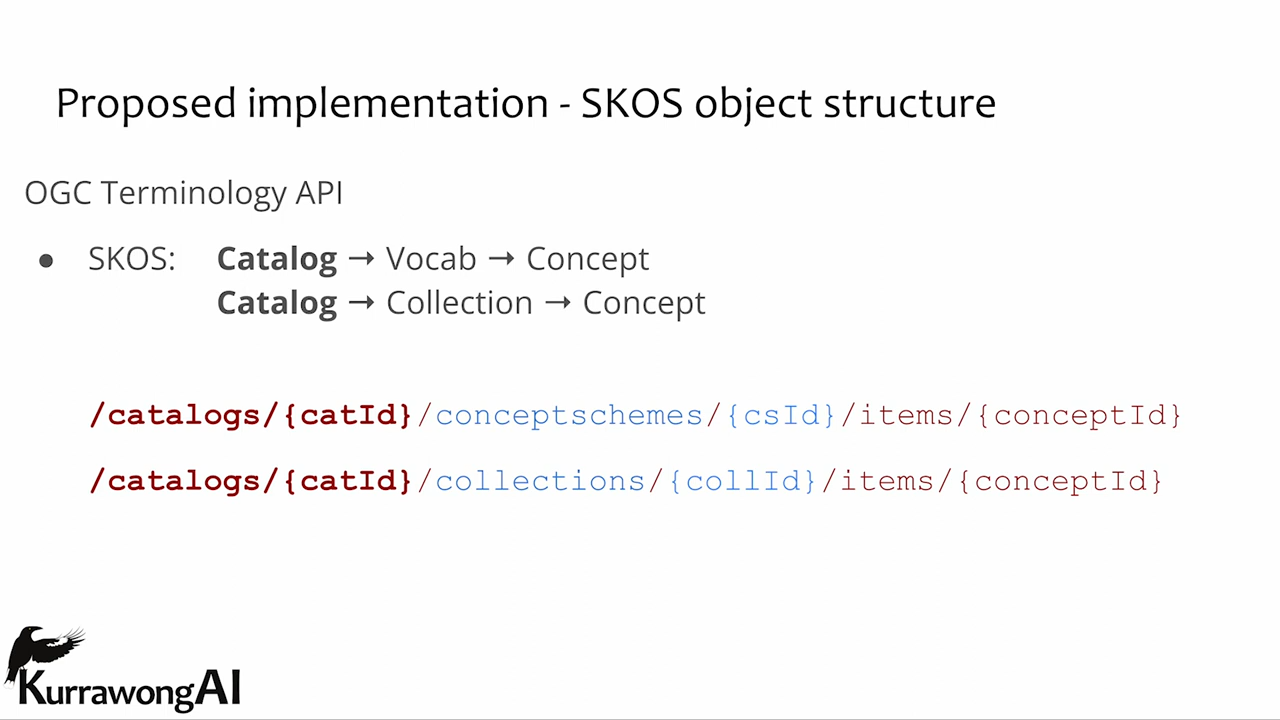 Proposed implementation - SKOS object structure
OGC Terminology API
● SKOS: Catalog → Vocab → Concept
Catalog → Collection → Concept
/catalogs/{catId}/conceptschemes/{csId}/items/{conceptId}
/catalogs/{catId}/collections/{collId}/items/{conceptId}
KurrawongAI